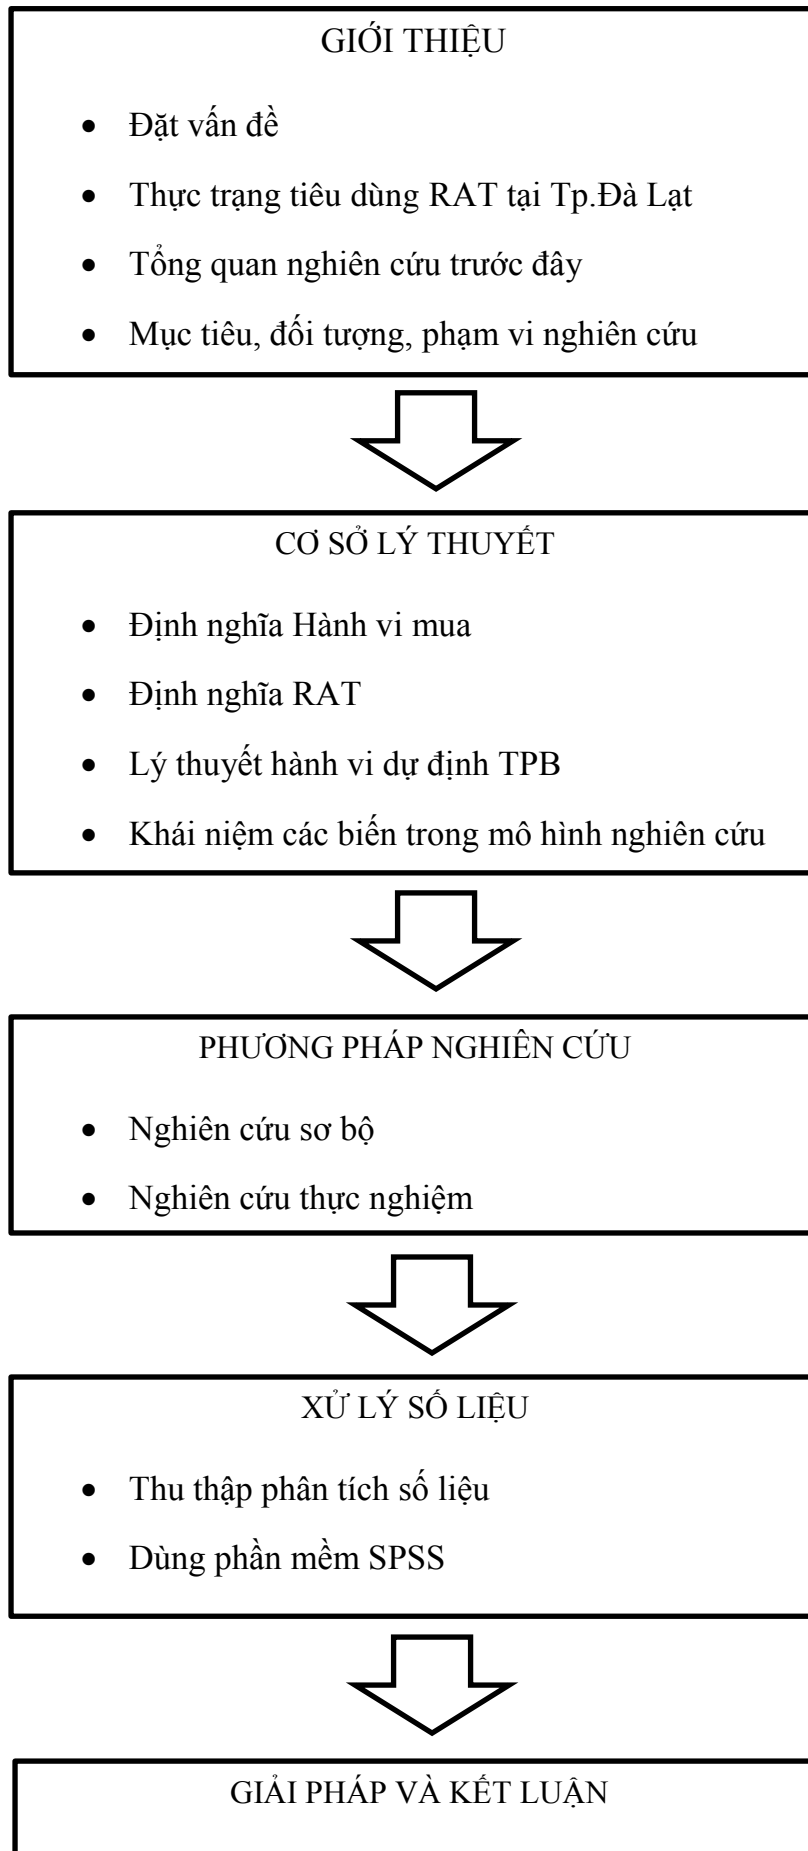 GIỚI THIỆU
• Đặt vấn đề
• Thực trạng tiêu dùng RAT tại Tp.Đà Lạt
• Tổng quan nghiên cứu trước đây
• Mục tiêu, đối tượng, phạm vi nghiên cứu
CƠ SỞ LÝ THUYẾT
• Định nghĩa Hành vi mua
• Định nghĩa RAT
• Lý thuyết hành vi dự định TPB
• Khái niệm các biến trong mô hình nghiên cứu
PHƯƠNG PHÁP NGHIÊN CỨU
• Nghiên cứu sơ bộ
• Nghiên cứu thực nghiệm
XỬ LÝ SỐ LIỆU
• Thu thập phân tích số liệu
• Dùng phần mềm SPSS
GIẢI PHÁP VÀ KẾT LUẬN